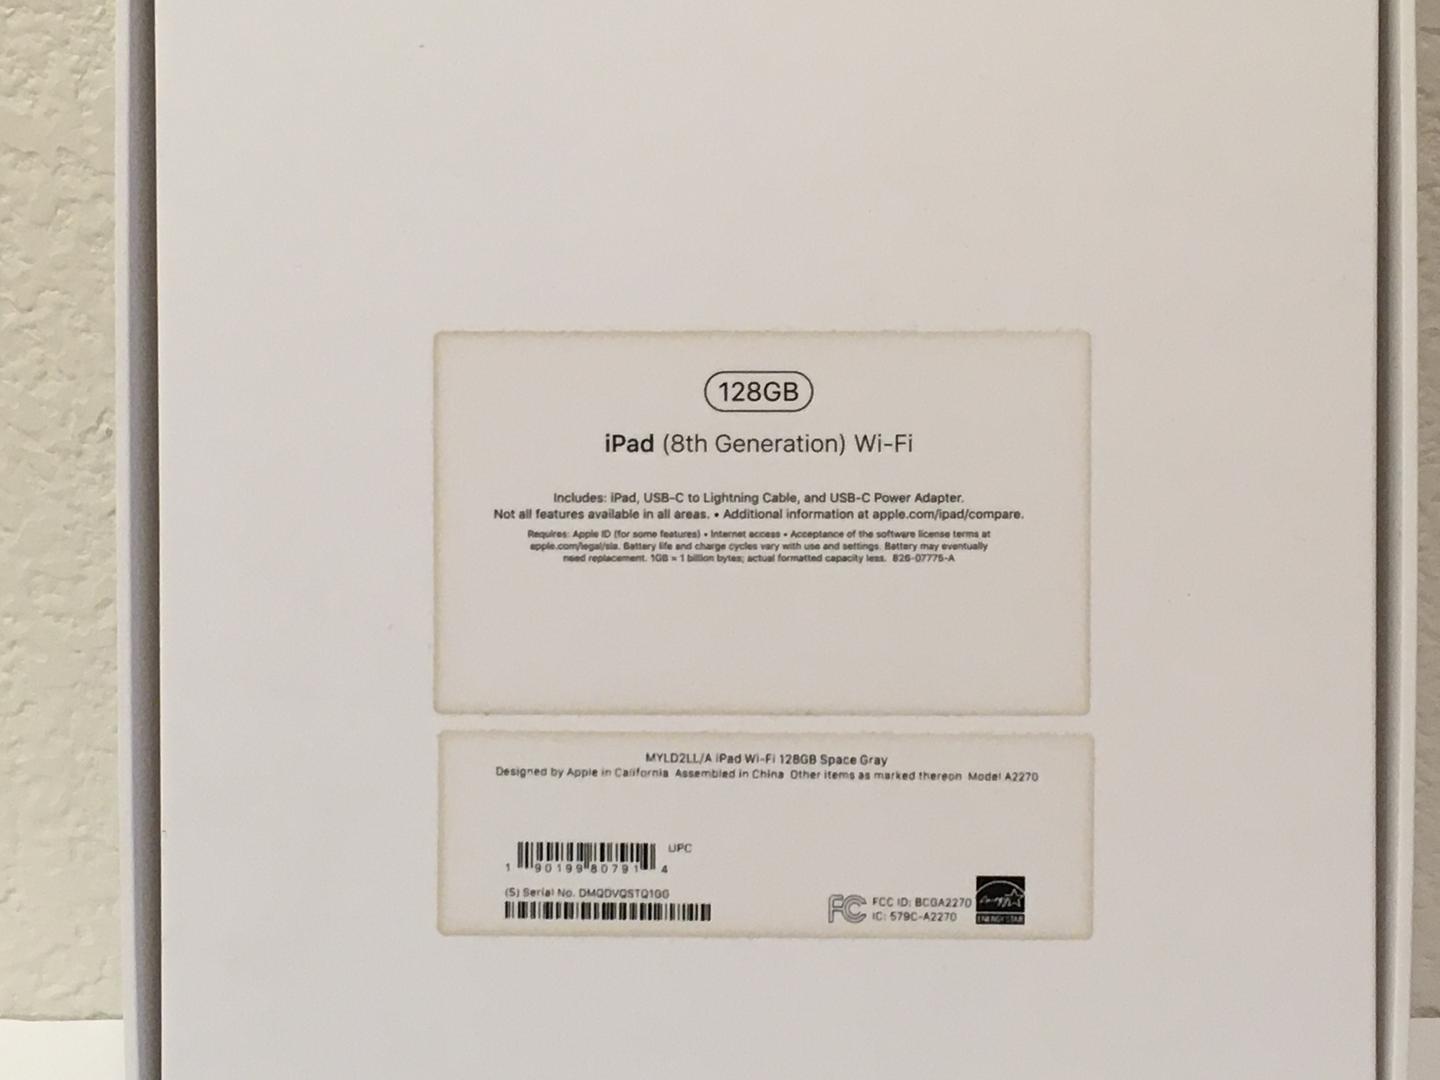 128GB
iPad (8th Generation) Wi-Fi
Includes: iPad, USB-C to Lightning Cable, and USB-C Power Adapter.
Not all features available in all areas. • Additional information at apple.com/ipad/compare.
Requires: Apple ID (for some features) • Internet access • Acceptance of the software license terms at
apple.com/legal/sla. Battery life and charge cycles vary with use and settings. Battery may eventually
need replacement. 1GB = 1 billion bytes; actual formatted capacity less. 826-07775-A
MYLD2LL/A iPad Wi-Fi 128GB Space Gray
Designed by Apple in California Assembled in China Other items as marked thereon Model A2270
UPC
1 90199 80791 4
(S) Serial No. DMQDVQSTQ1GG
FC FCC ID: BCGA2270
IC: 579C-A2270
energy
ENERGY STAR